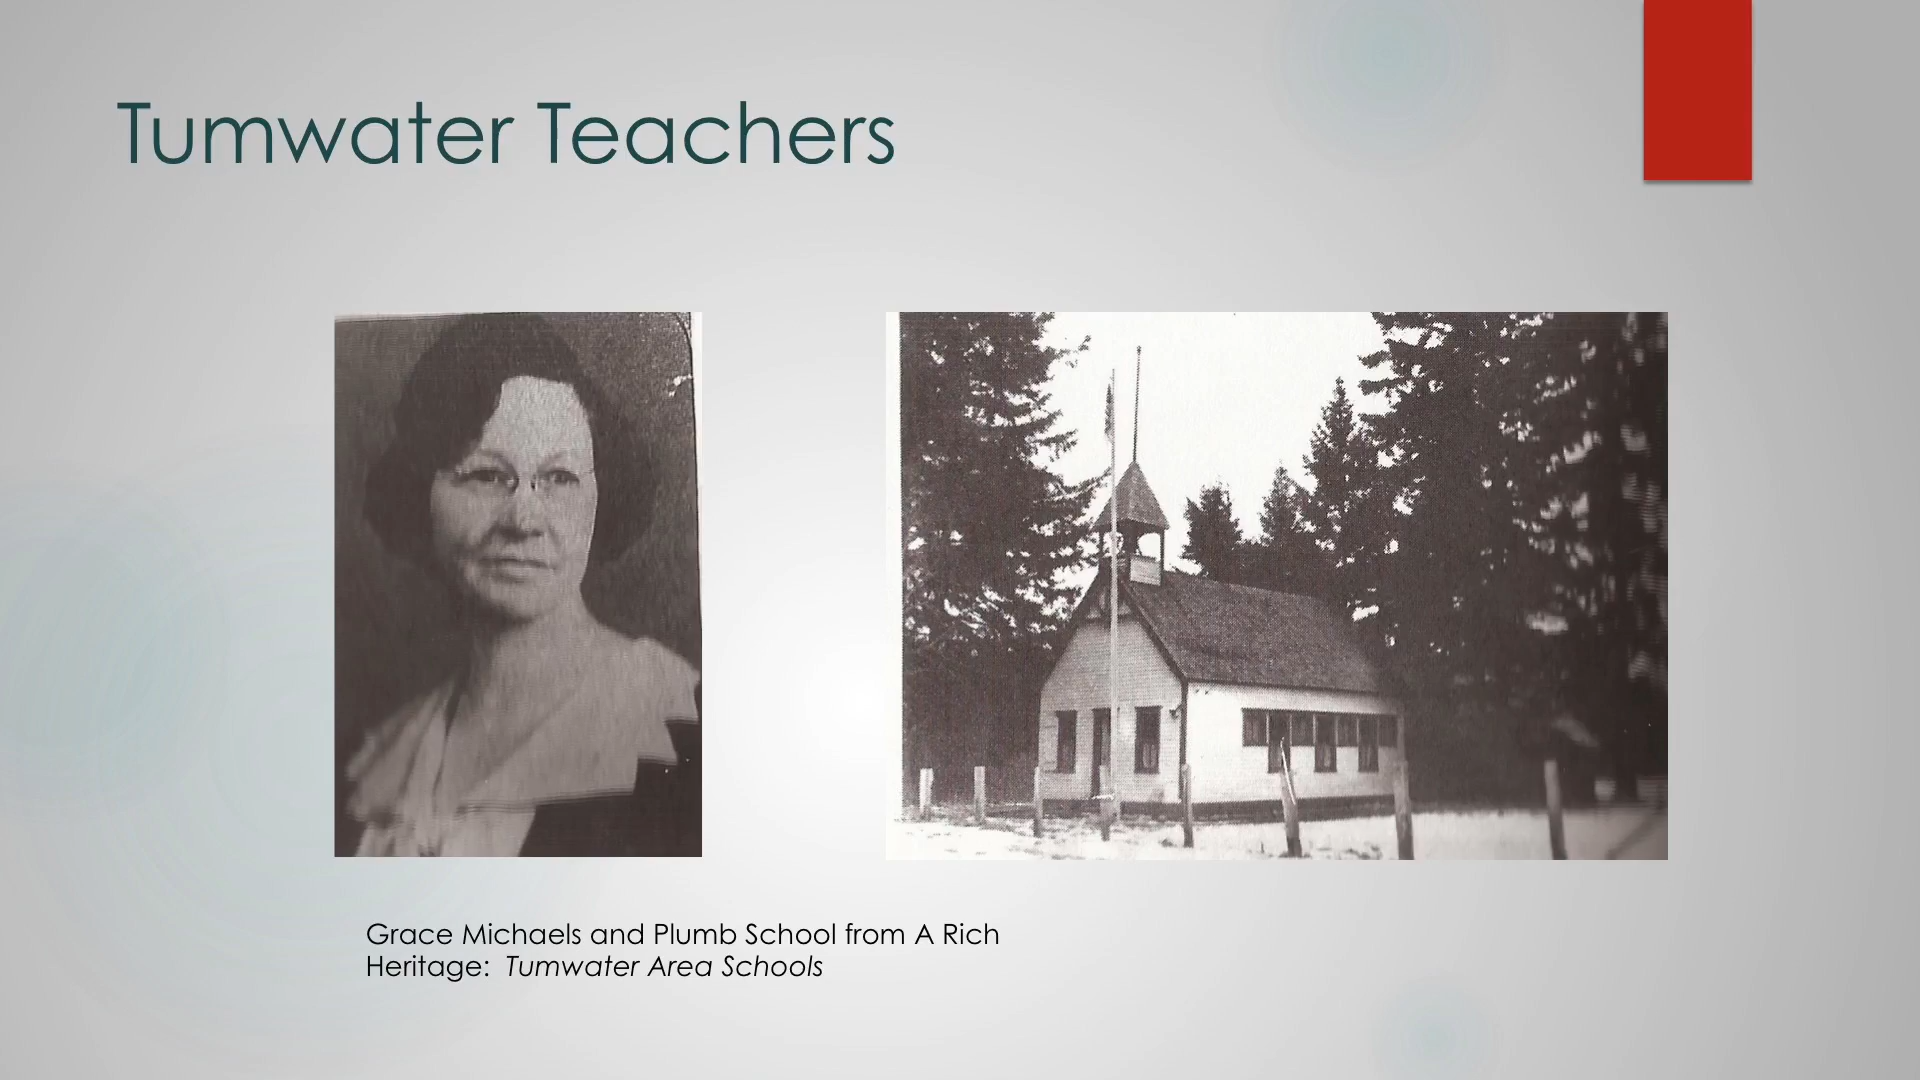 Tumwater Teachers
Grace Michaels and Plumb School from A Rich
Heritage:  Tumwater Area Schools